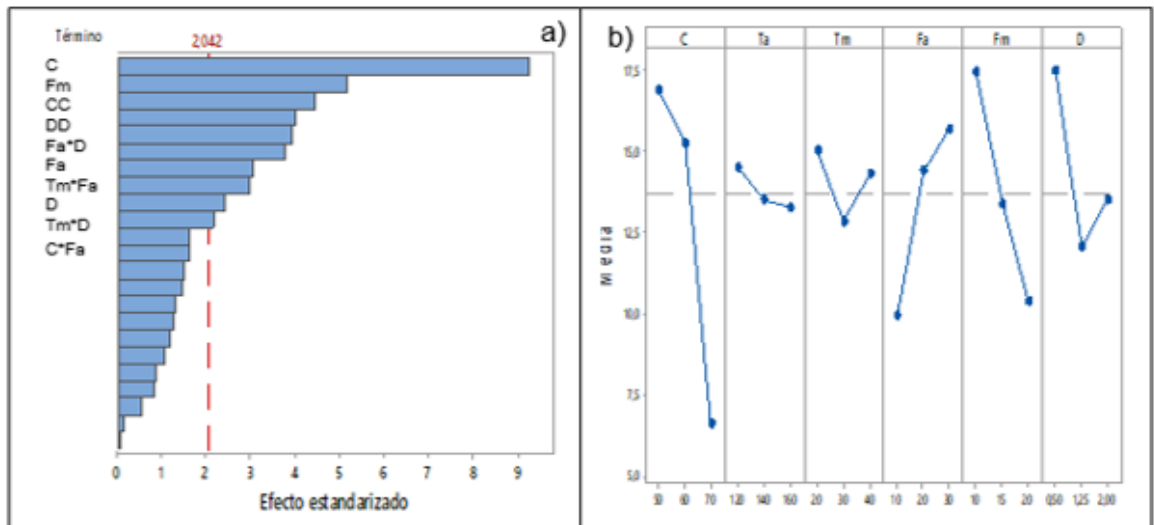 Término
2,042
a)
C
Fm
CC
DD
Fa*D
Fa
Tm*Fa
D
Tm*D
C*Fa
0 1 2 3 4 5 6 7 8 9
Efecto estandarizado
b)
C Ta Tm Fa Fm D
17,5
15,0
12,5
10,0
7,5
5,0
Media
50 60 70 120 140 160 20 30 40 10 20 30 10 15 20 0,50 1,25 2,00